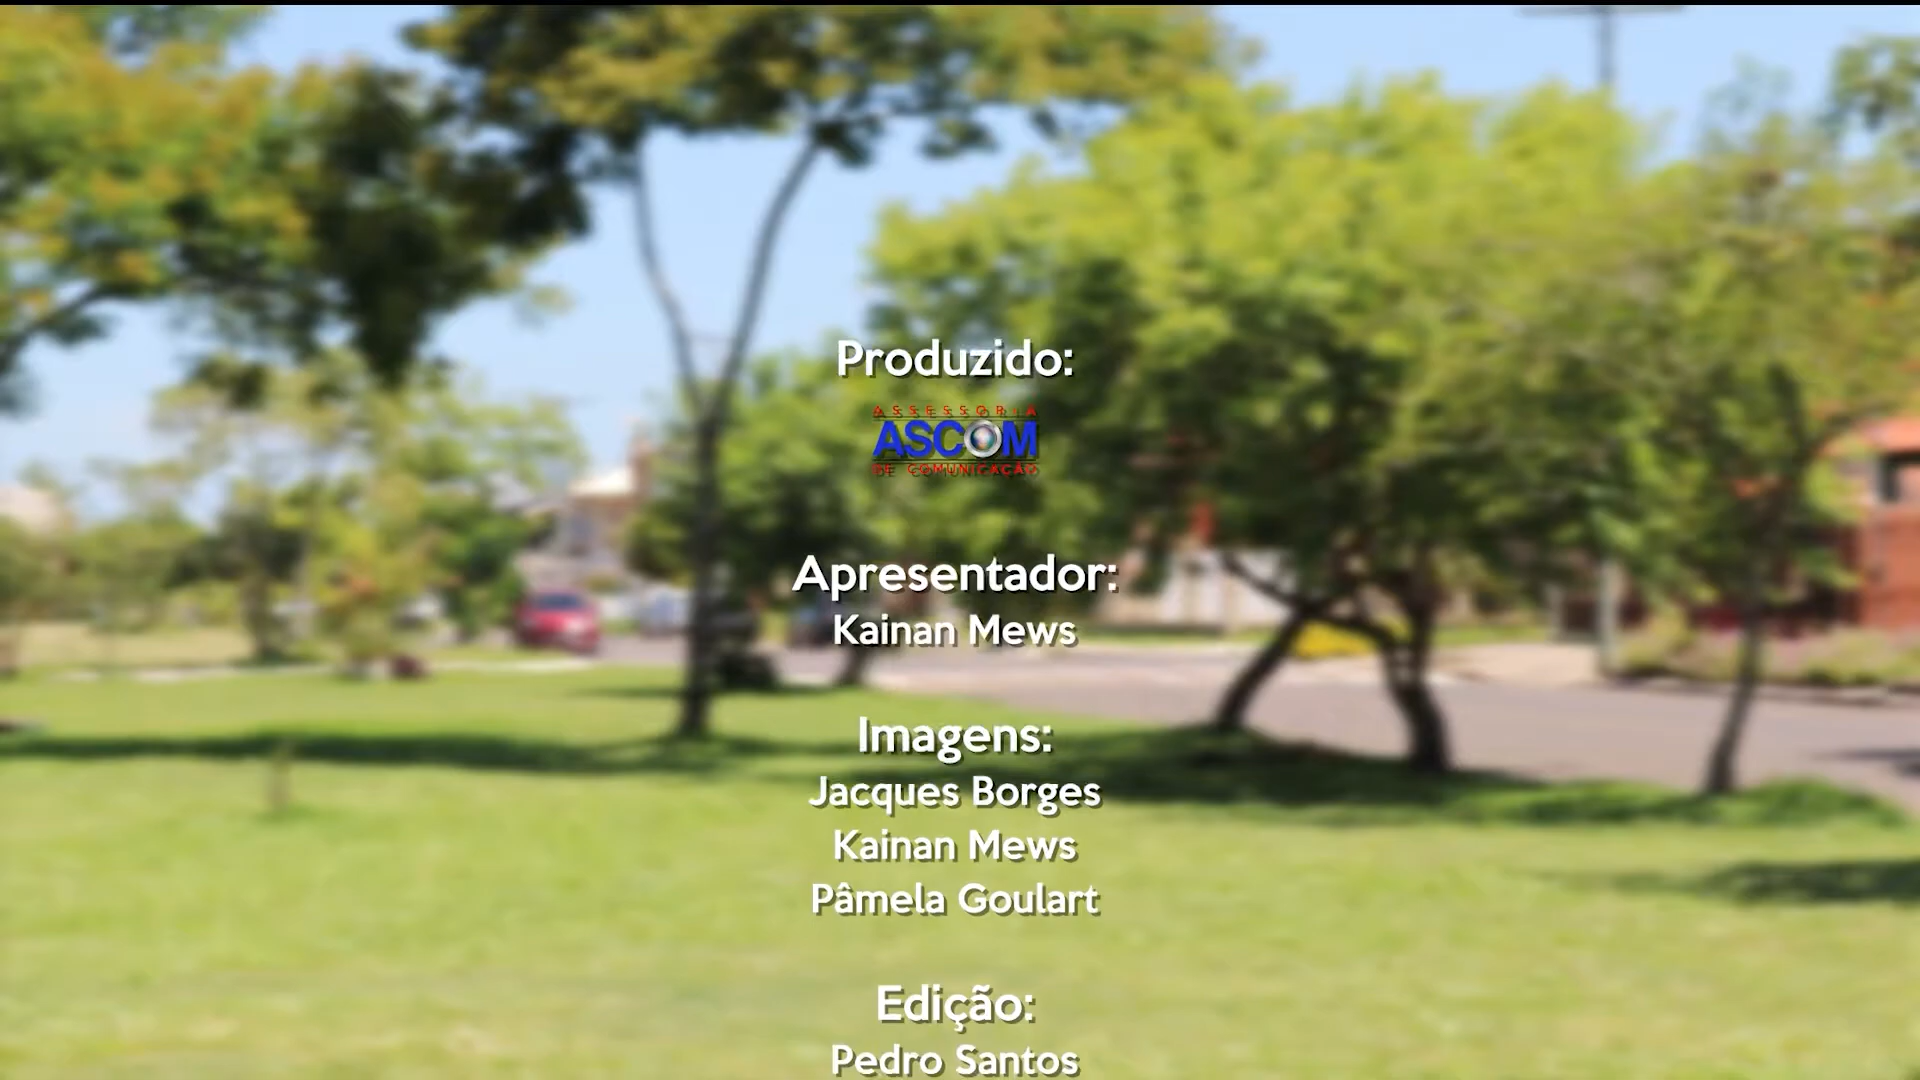 Produzido:
ASSESSORIA
ASCOM
DE COMUNICAÇÃO
Apresentador:
Kainan Mews
Imagens:
Jacques Borges
Kainan Mews
Pâmela Goulart
Edição:
Pedro Santos